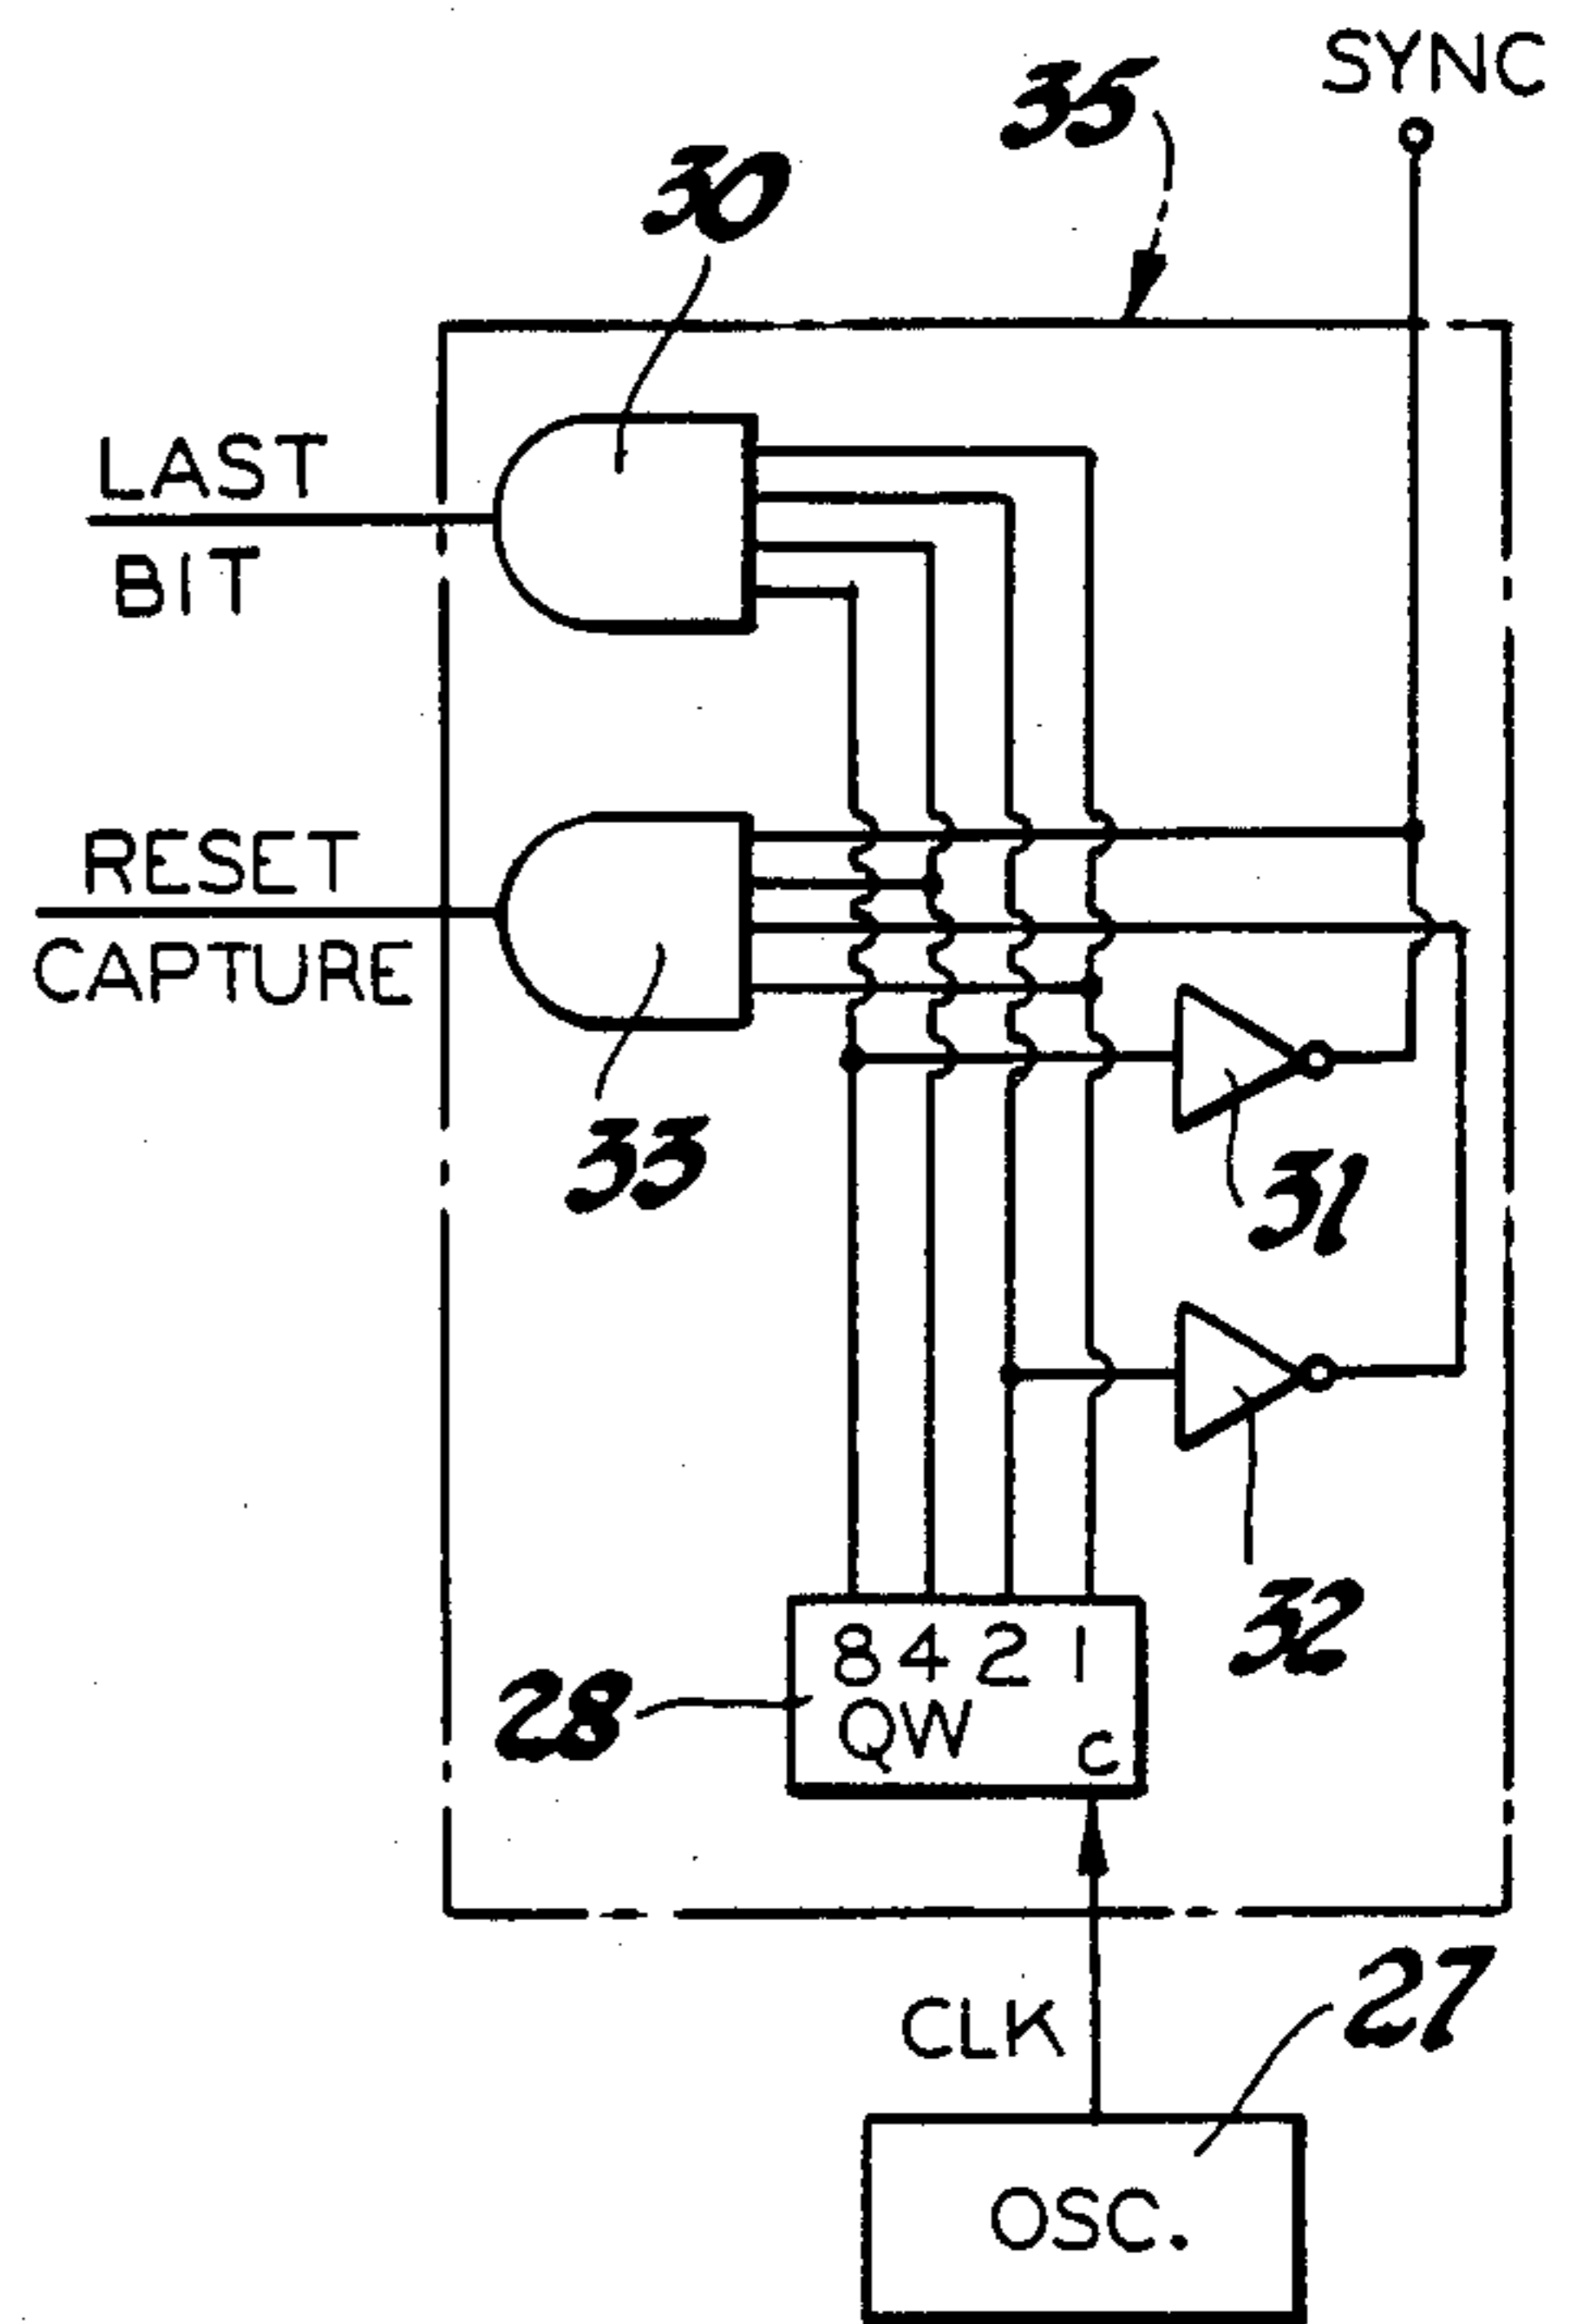 SYNC
35
30
LAST
BIT
RESET
CAPTURE
33
31
32
8 4 2 1
28
QW C
CLK
27
OSC.